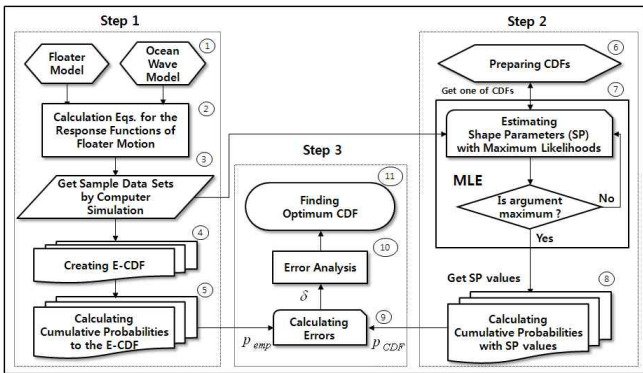 Step 1
1
Floater
Model
Ocean
Wave
Model
2
Calculation Eqs. for the
Response Functions of
Floater Motion
3
Get Sample Data Sets
by Computer
Simulation
4
Creating E-CDF
5
Calculating
Cumulative Probabilities
to the E-CDF
Step 2
6
Preparing CDFs
Get one of CDFs
7
Estimating
Shape Parameters (SP)
with Maximum Likelihoods
MLE
Is argument
maximum ?
No
Yes
Get SP values
8
Calculating
Cumulative Probabilities
with SP values
Step 3
11
Finding
Optimum CDF
10
Error Analysis
δ
9
Calculating
Errors
p emp
p CDF